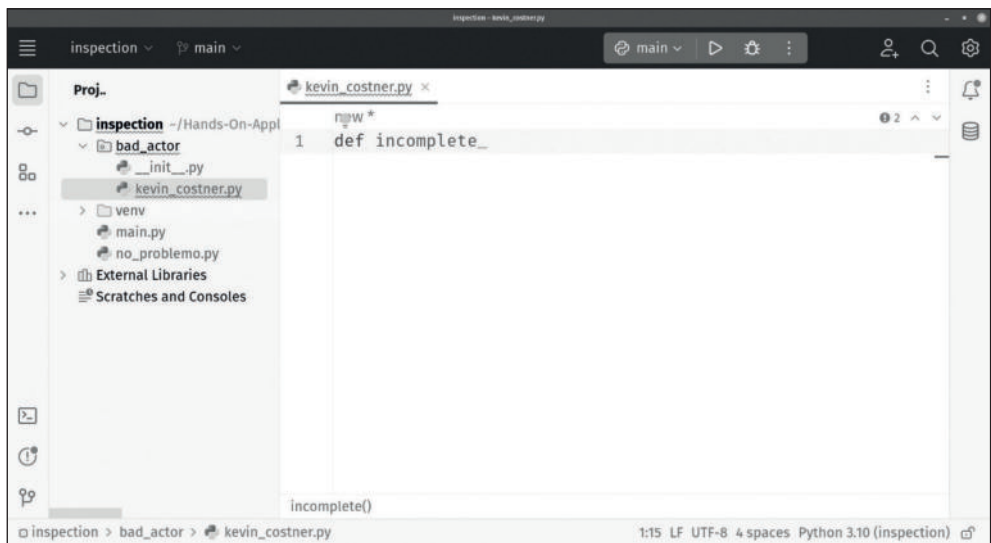 inspection – kevin_costner.py
inspection main main
Proj..
kevin_costner.py
inspection ~/Hands-On-Appl
bad_actor
__init__.py
kevin_costner.py
venv
main.py
no_problemo.py
External Libraries
Scratches and Consoles
new *
2
1 def incomplete_
incomplete()
inspection > bad_actor > kevin_costner.py
1:15 LF UTF-8 4 spaces Python 3.10 (inspection)